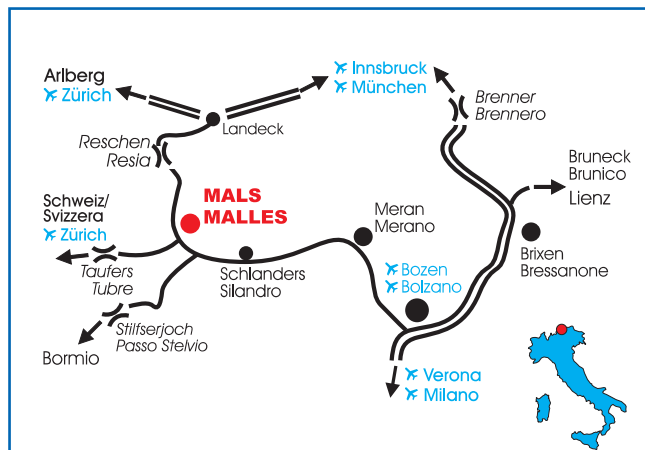 Arlberg
Zürich
Innsbruck
München
Brenner
Brennero
Landeck
Reschen
Resia
Bruneck
Brunico
Lienz
MALS
MALLES
Schweiz/
Svizzera
Zürich
Meran
Merano
Brixen
Bressanone
Taufers
Tubre
Schlanders
Silandro
Bozen
Bolzano
Stilfserjoch
Passo Stelvio
Bormio
Verona
Milano